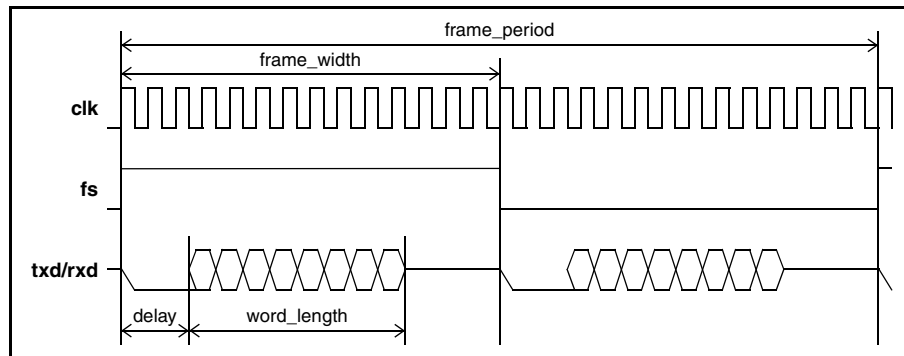 frame_period
frame_width
clk
fs
txd/rxd
delay
word_length